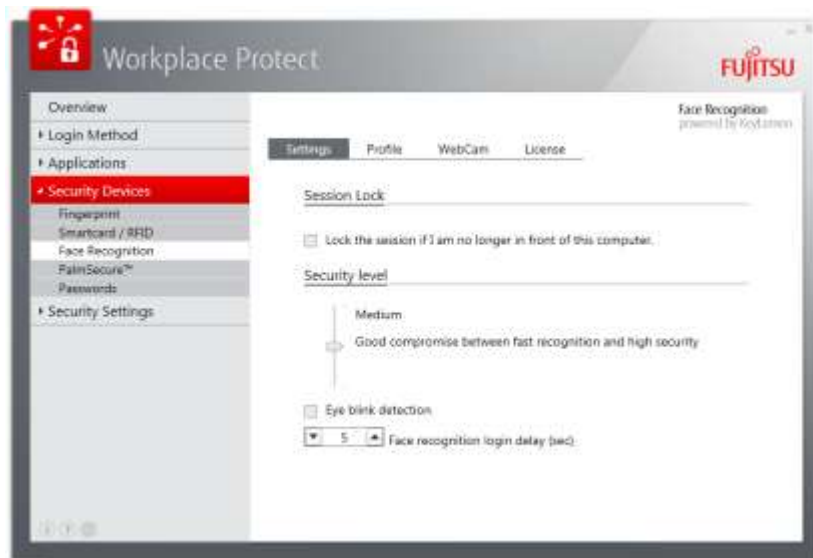 Workplace Protect
FUJITSU
Overview
Login Method
Applications
Security Devices
Fingerprint
Smartcard / RFID
Face Recognition
PalmSecure™
Passwords
Security Settings
Face Recognition
powered by KeyLemon
Settings Profile WebCam License
Session Lock
Lock the session if I am no longer in front of this computer.
Security level
Medium
Good compromise between fast recognition and high security
Eye blink detection
5 Face recognition login delay (sec)